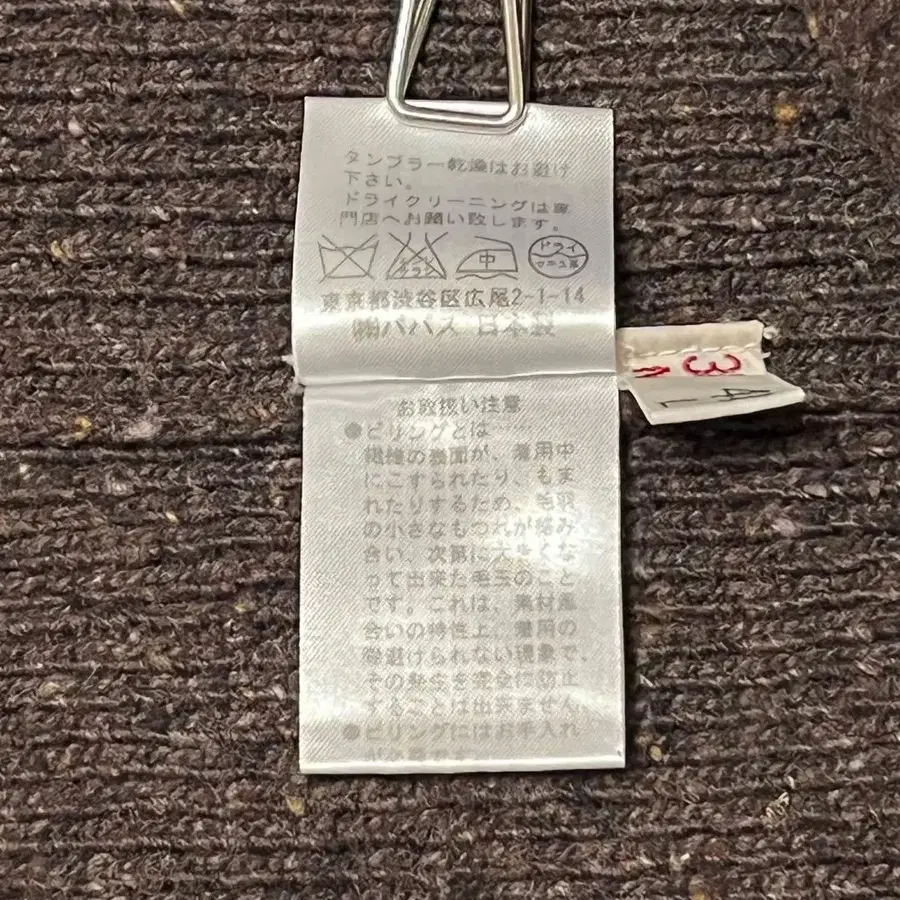 タンブラー乾燥はお避け
下さい。
ドライクリーニングは専
門店へお願い致します。
中
ドライ
東京都渋谷区広尾2-1-14
㈱パパス 日本製
お取扱い注意
●ピリングとは……
繊維の表面が、着用中
にこすられたり、もま
れたりするため、毛羽
の小さなもつれが絡み
合い、次第に大きくな
って出来た毛玉のこと
です。これは、素材風
合いの特性上、着用の
際避けられない現象で、
その発生を完全に防止
することは出来ません。
●ピリングにはお手入れ
が必要です。
3